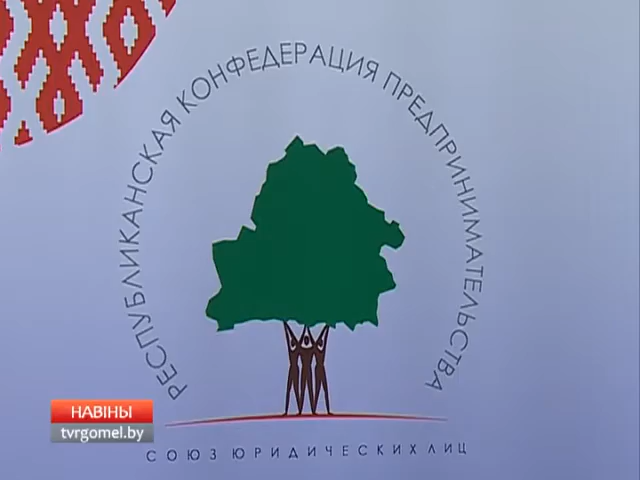 РЕСПУБЛИКАНСКАЯ КОНФЕДЕРАЦИЯ ПРЕДПРИНИМАТЕЛЬСТВА
СОЮЗ ЮРИДИЧЕСКИХ ЛИЦ
НАВІНЫ
tvrgomel.by